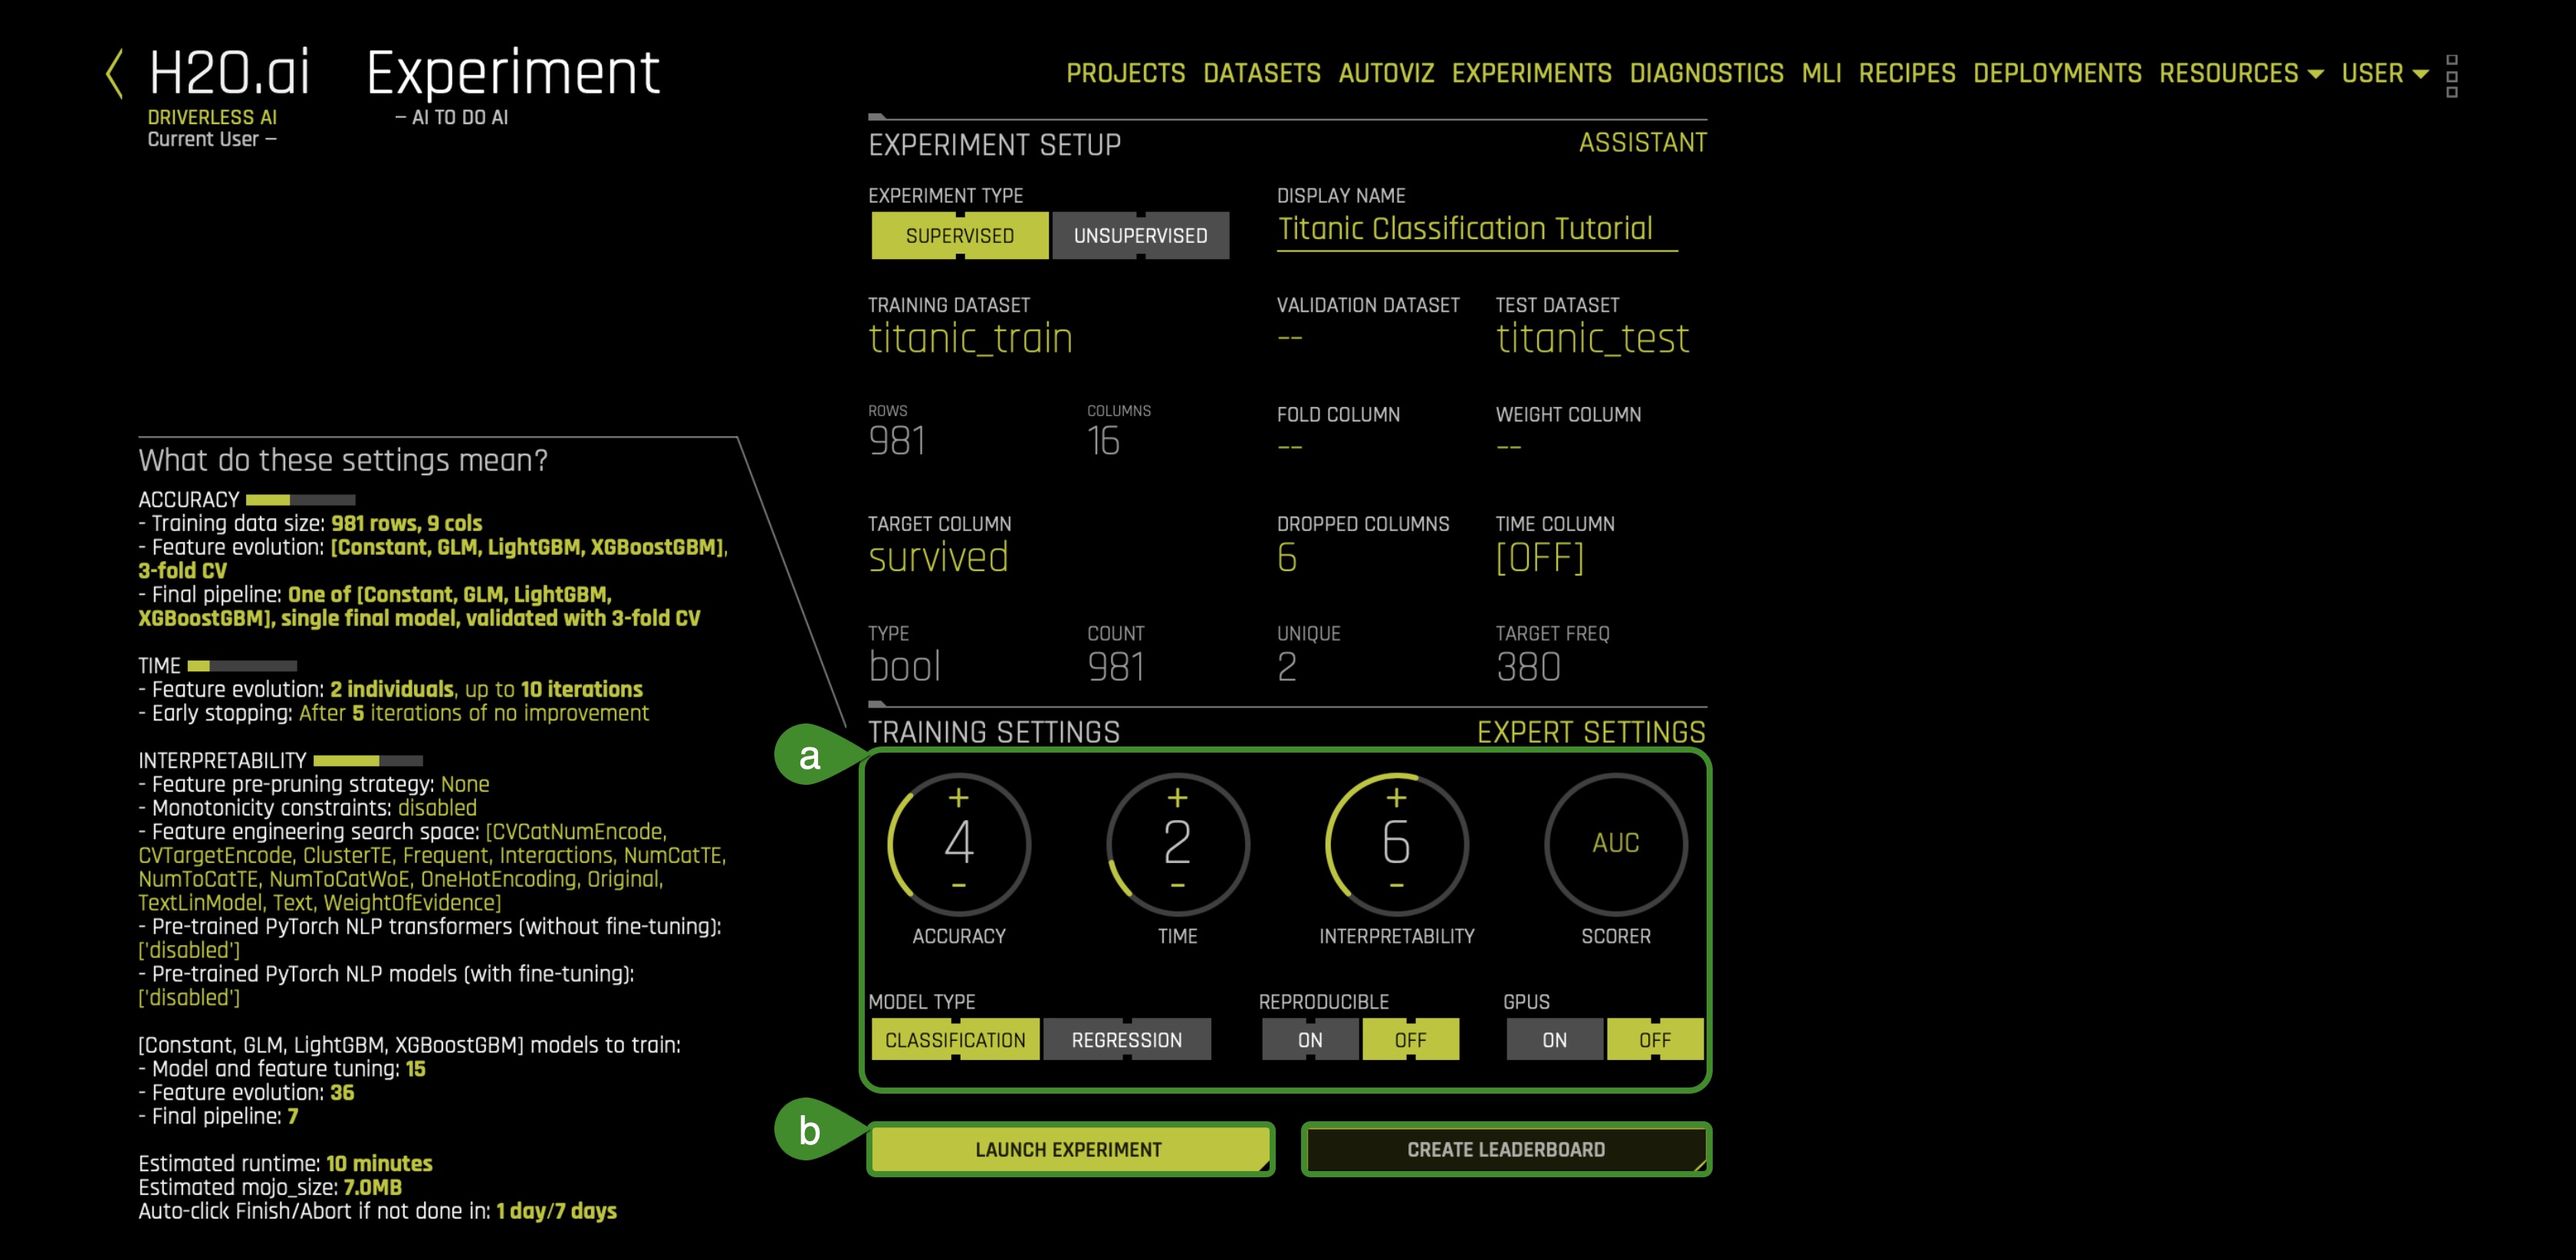 H2O.ai Experiment
DRIVERLESS AI — AI TO DO AI
Current User —
PROJECTS DATASETS AUTOVIZ EXPERIMENTS DIAGNOSTICS MLI RECIPES DEPLOYMENTS RESOURCES USER
EXPERIMENT SETUP ASSISTANT
EXPERIMENT TYPE DISPLAY NAME
SUPERVISED UNSUPERVISED Titanic Classification Tutorial
TRAINING DATASET VALIDATION DATASET TEST DATASET
titanic_train -- titanic_test
ROWS COLUMNS FOLD COLUMN WEIGHT COLUMN
981 16 -- --
TARGET COLUMN DROPPED COLUMNS TIME COLUMN
survived 6 [OFF]
TYPE COUNT UNIQUE TARGET FREQ
bool 981 2 380
What do these settings mean?
ACCURACY
- Training data size: 981 rows, 9 cols
- Feature evolution: [Constant, GLM, LightGBM, XGBoostGBM],
3-fold CV
- Final pipeline: One of [Constant, GLM, LightGBM,
XGBoostGBM], single final model, validated with 3-fold CV
TIME
- Feature evolution: 2 individuals, up to 10 iterations
- Early stopping: After 5 iterations of no improvement
INTERPRETABILITY
- Feature pre-pruning strategy: None
- Monotonicity constraints: disabled
- Feature engineering search space: [CVCatNumEncode,
CVTargetEncode, ClusterTE, Frequent, Interactions, NumCatTE,
NumToCatTE, NumToCatWoE, OneHotEncoding, Original,
TextLinModel, Text, WeightOfEvidence]
- Pre-trained PyTorch NLP transformers (without fine-tuning):
['disabled']
- Pre-trained PyTorch NLP models (with fine-tuning):
['disabled']
[Constant, GLM, LightGBM, XGBoostGBM] models to train:
- Model and feature tuning: 15
- Feature evolution: 36
- Final pipeline: 7
Estimated runtime: 10 minutes
Estimated mojo_size: 7.0MB
Auto-click Finish/Abort if not done in: 1 day/7 days
TRAINING SETTINGS EXPERT SETTINGS
a
+ + +
4 2 6 AUC
- - -
ACCURACY TIME INTERPRETABILITY SCORER
MODEL TYPE REPRODUCIBLE GPUS
CLASSIFICATION REGRESSION ON OFF ON OFF
b
LAUNCH EXPERIMENT CREATE LEADERBOARD